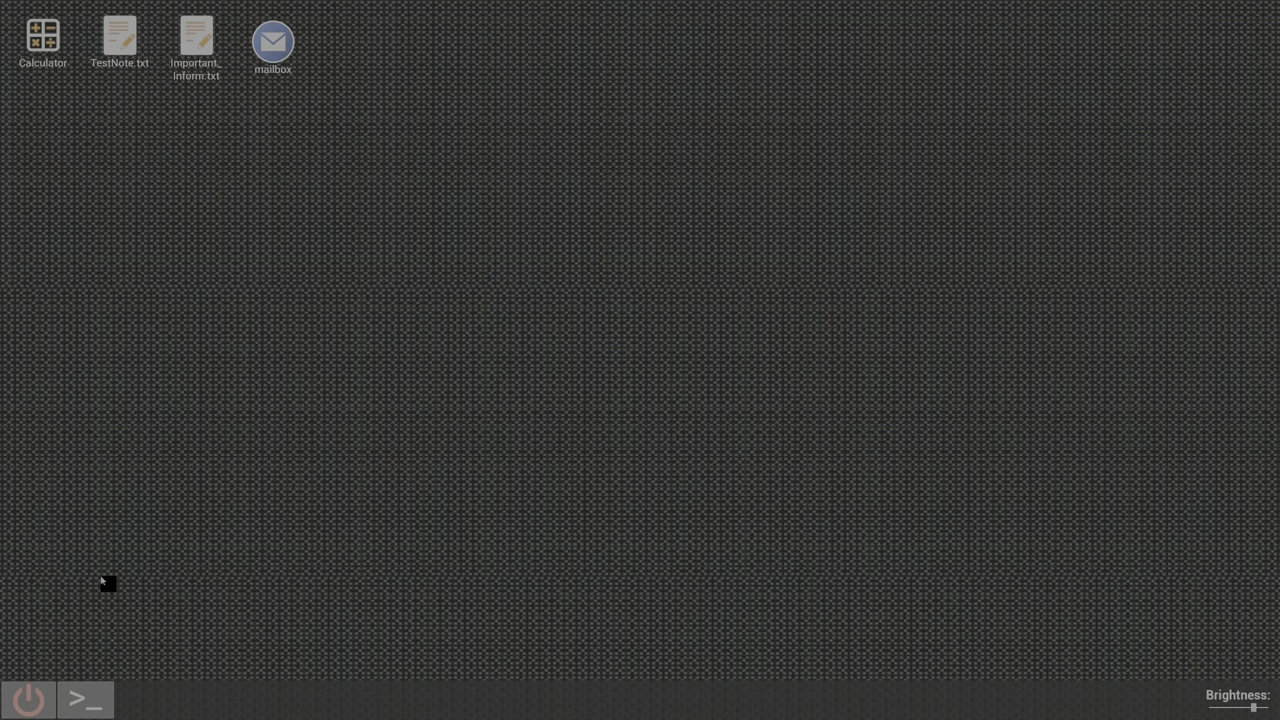 Calculator
TestNote.txt
Important_
Inform.txt
mailbox
>_
Brightness: